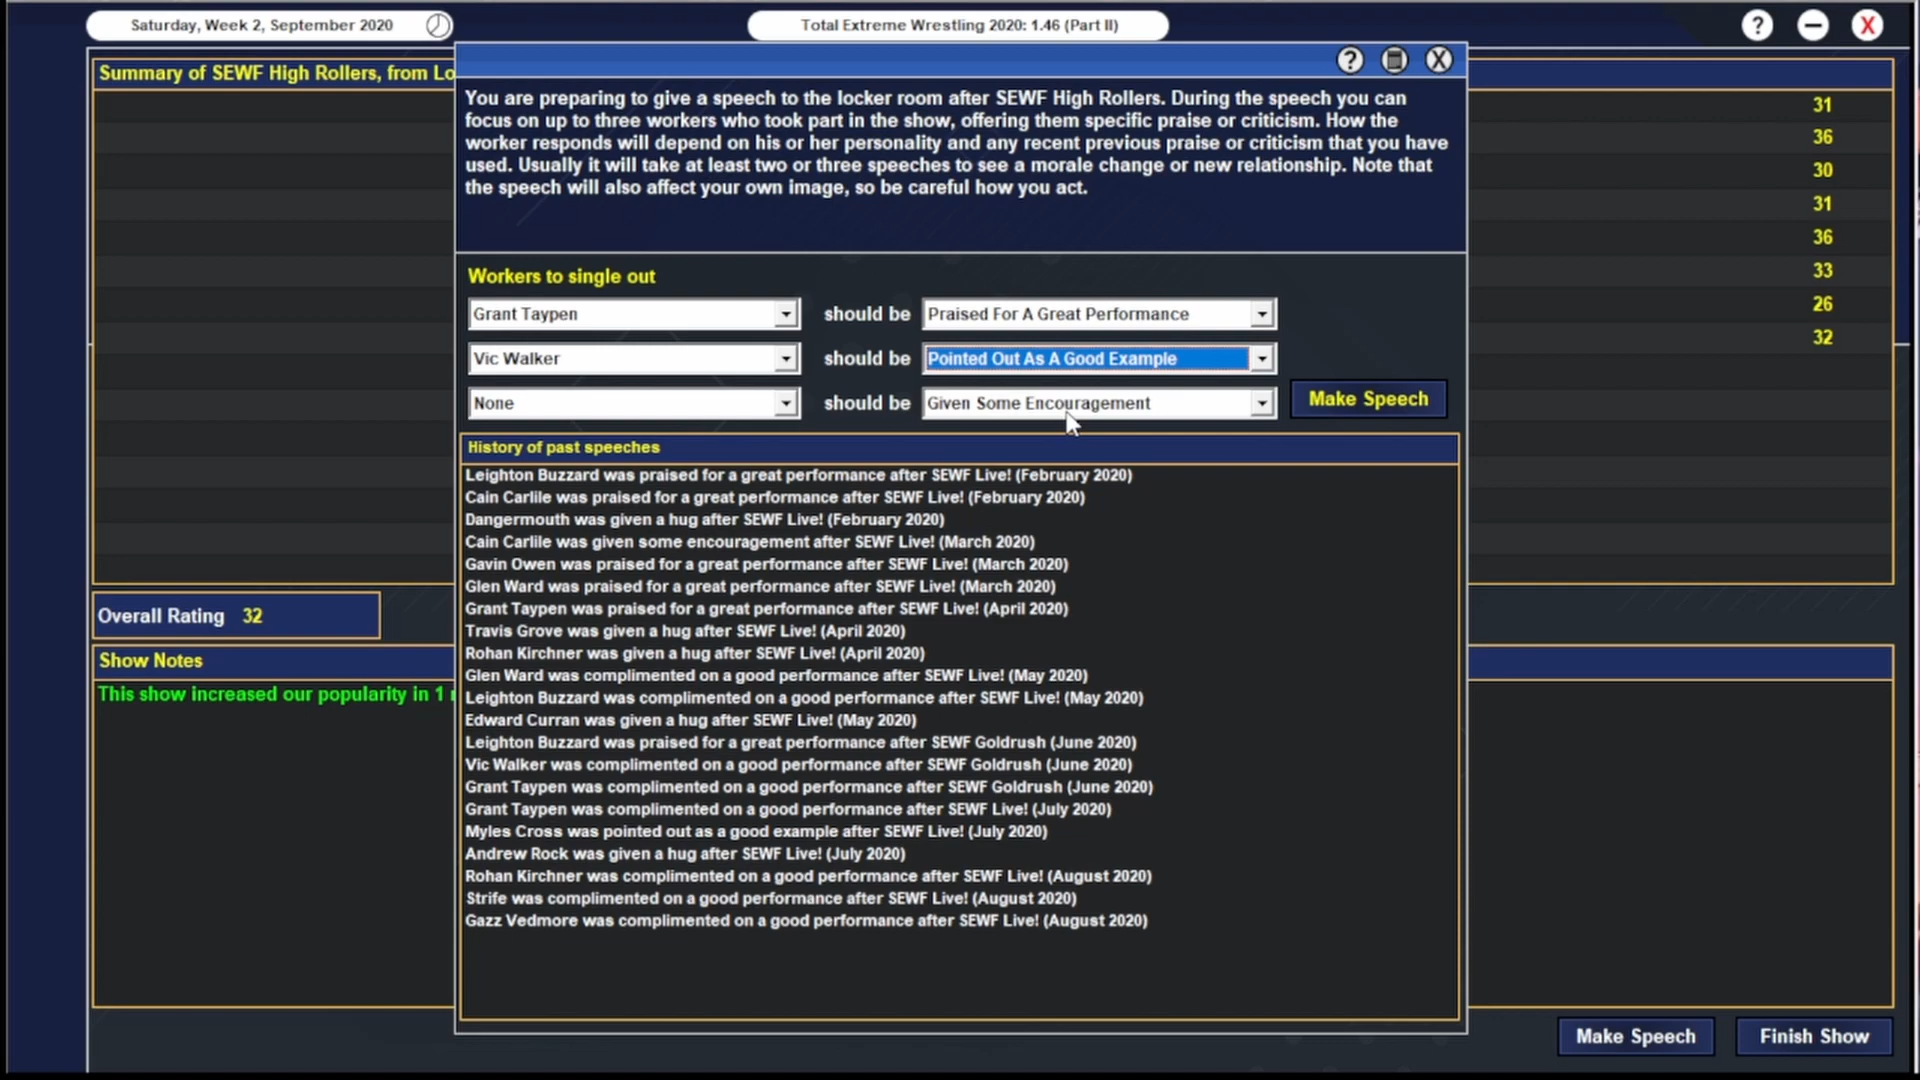 Saturday, Week 2, September 2020
Total Extreme Wrestling 2020: 1.46 (Part II)
?
X
Summary of SEWF High Rollers, from Lo
?
X
You are preparing to give a speech to the locker room after SEWF High Rollers. During the speech you can
focus on up to three workers who took part in the show, offering them specific praise or criticism. How the
worker responds will depend on his or her personality and any recent previous praise or criticism that you have
used. Usually it will take at least two or three speeches to see a morale change or new relationship. Note that
the speech will also affect your own image, so be careful how you act.
31
36
30
31
36
33
26
32
Workers to single out
Grant Taypen should be Praised For A Great Performance
Vic Walker should be Pointed Out As A Good Example
None should be Given Some Encouragement
Make Speech
History of past speeches
Leighton Buzzard was praised for a great performance after SEWF Live! (February 2020)
Cain Carlile was praised for a great performance after SEWF Live! (February 2020)
Dangermouth was given a hug after SEWF Live! (February 2020)
Cain Carlile was given some encouragement after SEWF Live! (March 2020)
Gavin Owen was praised for a great performance after SEWF Live! (March 2020)
Glen Ward was praised for a great performance after SEWF Live! (March 2020)
Grant Taypen was praised for a great performance after SEWF Live! (April 2020)
Travis Grove was given a hug after SEWF Live! (April 2020)
Rohan Kirchner was given a hug after SEWF Live! (April 2020)
Glen Ward was complimented on a good performance after SEWF Live! (May 2020)
Leighton Buzzard was complimented on a good performance after SEWF Live! (May 2020)
Edward Curran was given a hug after SEWF Live! (May 2020)
Leighton Buzzard was praised for a great performance after SEWF Goldrush (June 2020)
Vic Walker was complimented on a good performance after SEWF Goldrush (June 2020)
Grant Taypen was complimented on a good performance after SEWF Goldrush (June 2020)
Grant Taypen was complimented on a good performance after SEWF Live! (July 2020)
Myles Cross was pointed out as a good example after SEWF Live! (July 2020)
Andrew Rock was given a hug after SEWF Live! (July 2020)
Rohan Kirchner was complimented on a good performance after SEWF Live! (August 2020)
Strife was complimented on a good performance after SEWF Live! (August 2020)
Gazz Vedmore was complimented on a good performance after SEWF Live! (August 2020)
Overall Rating 32
Show Notes
This show increased our popularity in 1
Make Speech
Finish Show